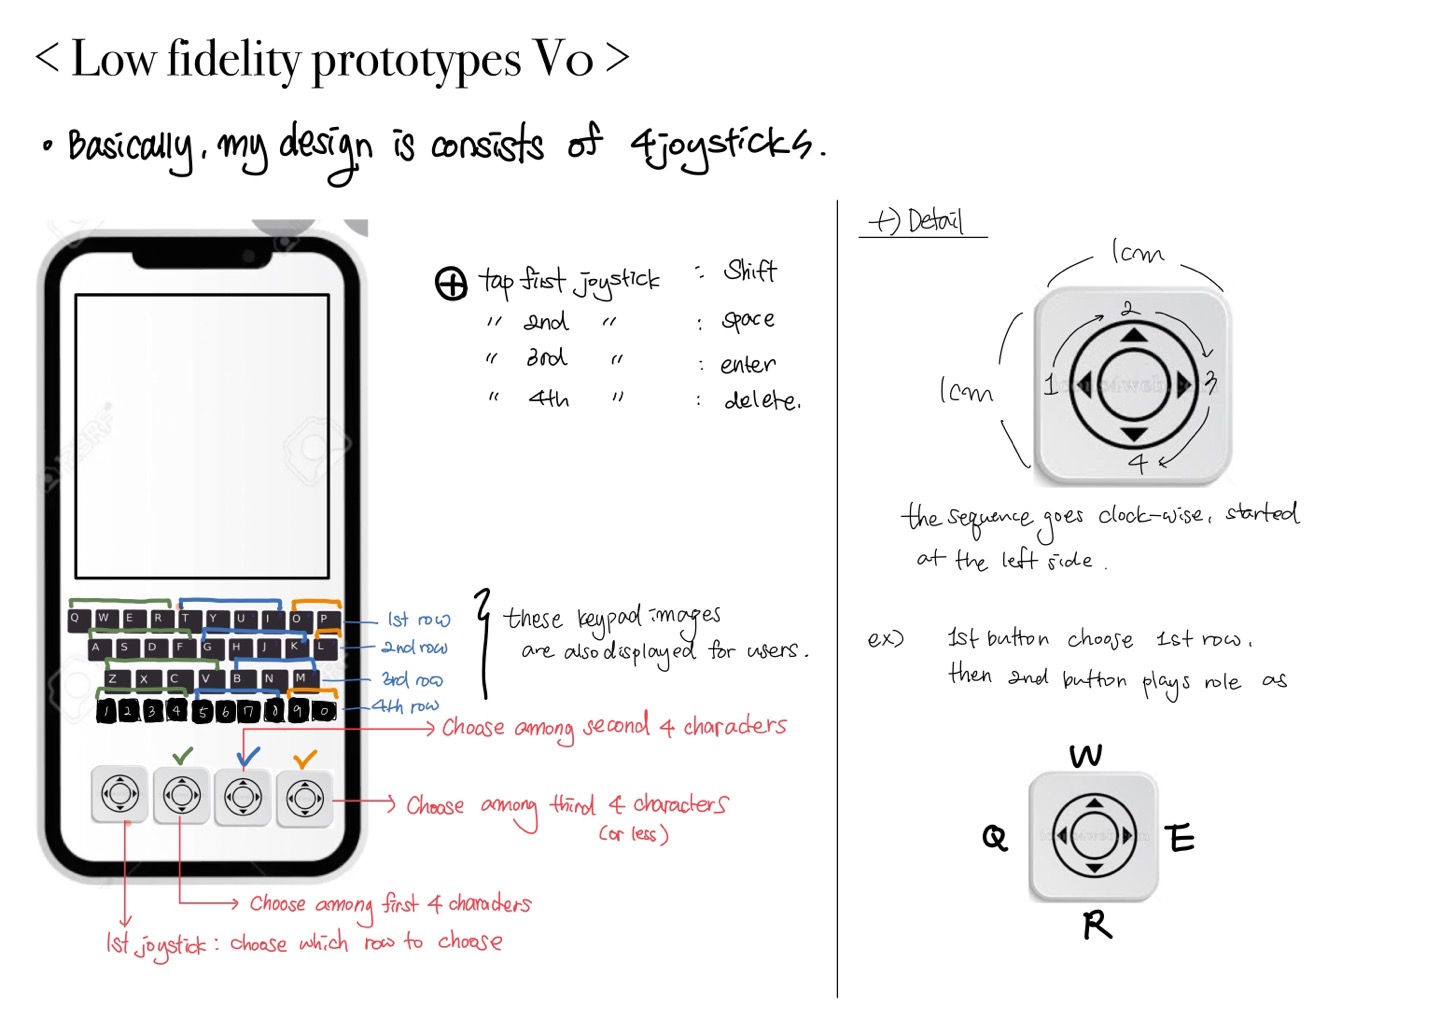 < Low fidelity prototypes V0 >
• Basically, my design is consists of 4joysticks.
⊕ tap first joystick : Shift
" 2nd " : space
" 3rd " : enter
" 4th " : delete.
Q W E R T Y U I O P
1st row
A S D F G H J K L
2nd row
Z X C V B N M
3rd row
1 2 3 4 5 6 7 8 9 0
4th row
these keypad images
are also displayed for users.
Choose among second 4 characters
Choose among third 4 characters
(or less)
Choose among first 4 characters
1st joystick : choose which row to choose
+) Detail
1cm
1cm
2
1
3
4
the sequence goes clock-wise, started
at the left side.
ex) 1st button choose 1st row,
then 2nd button plays role as
W
Q
E
R